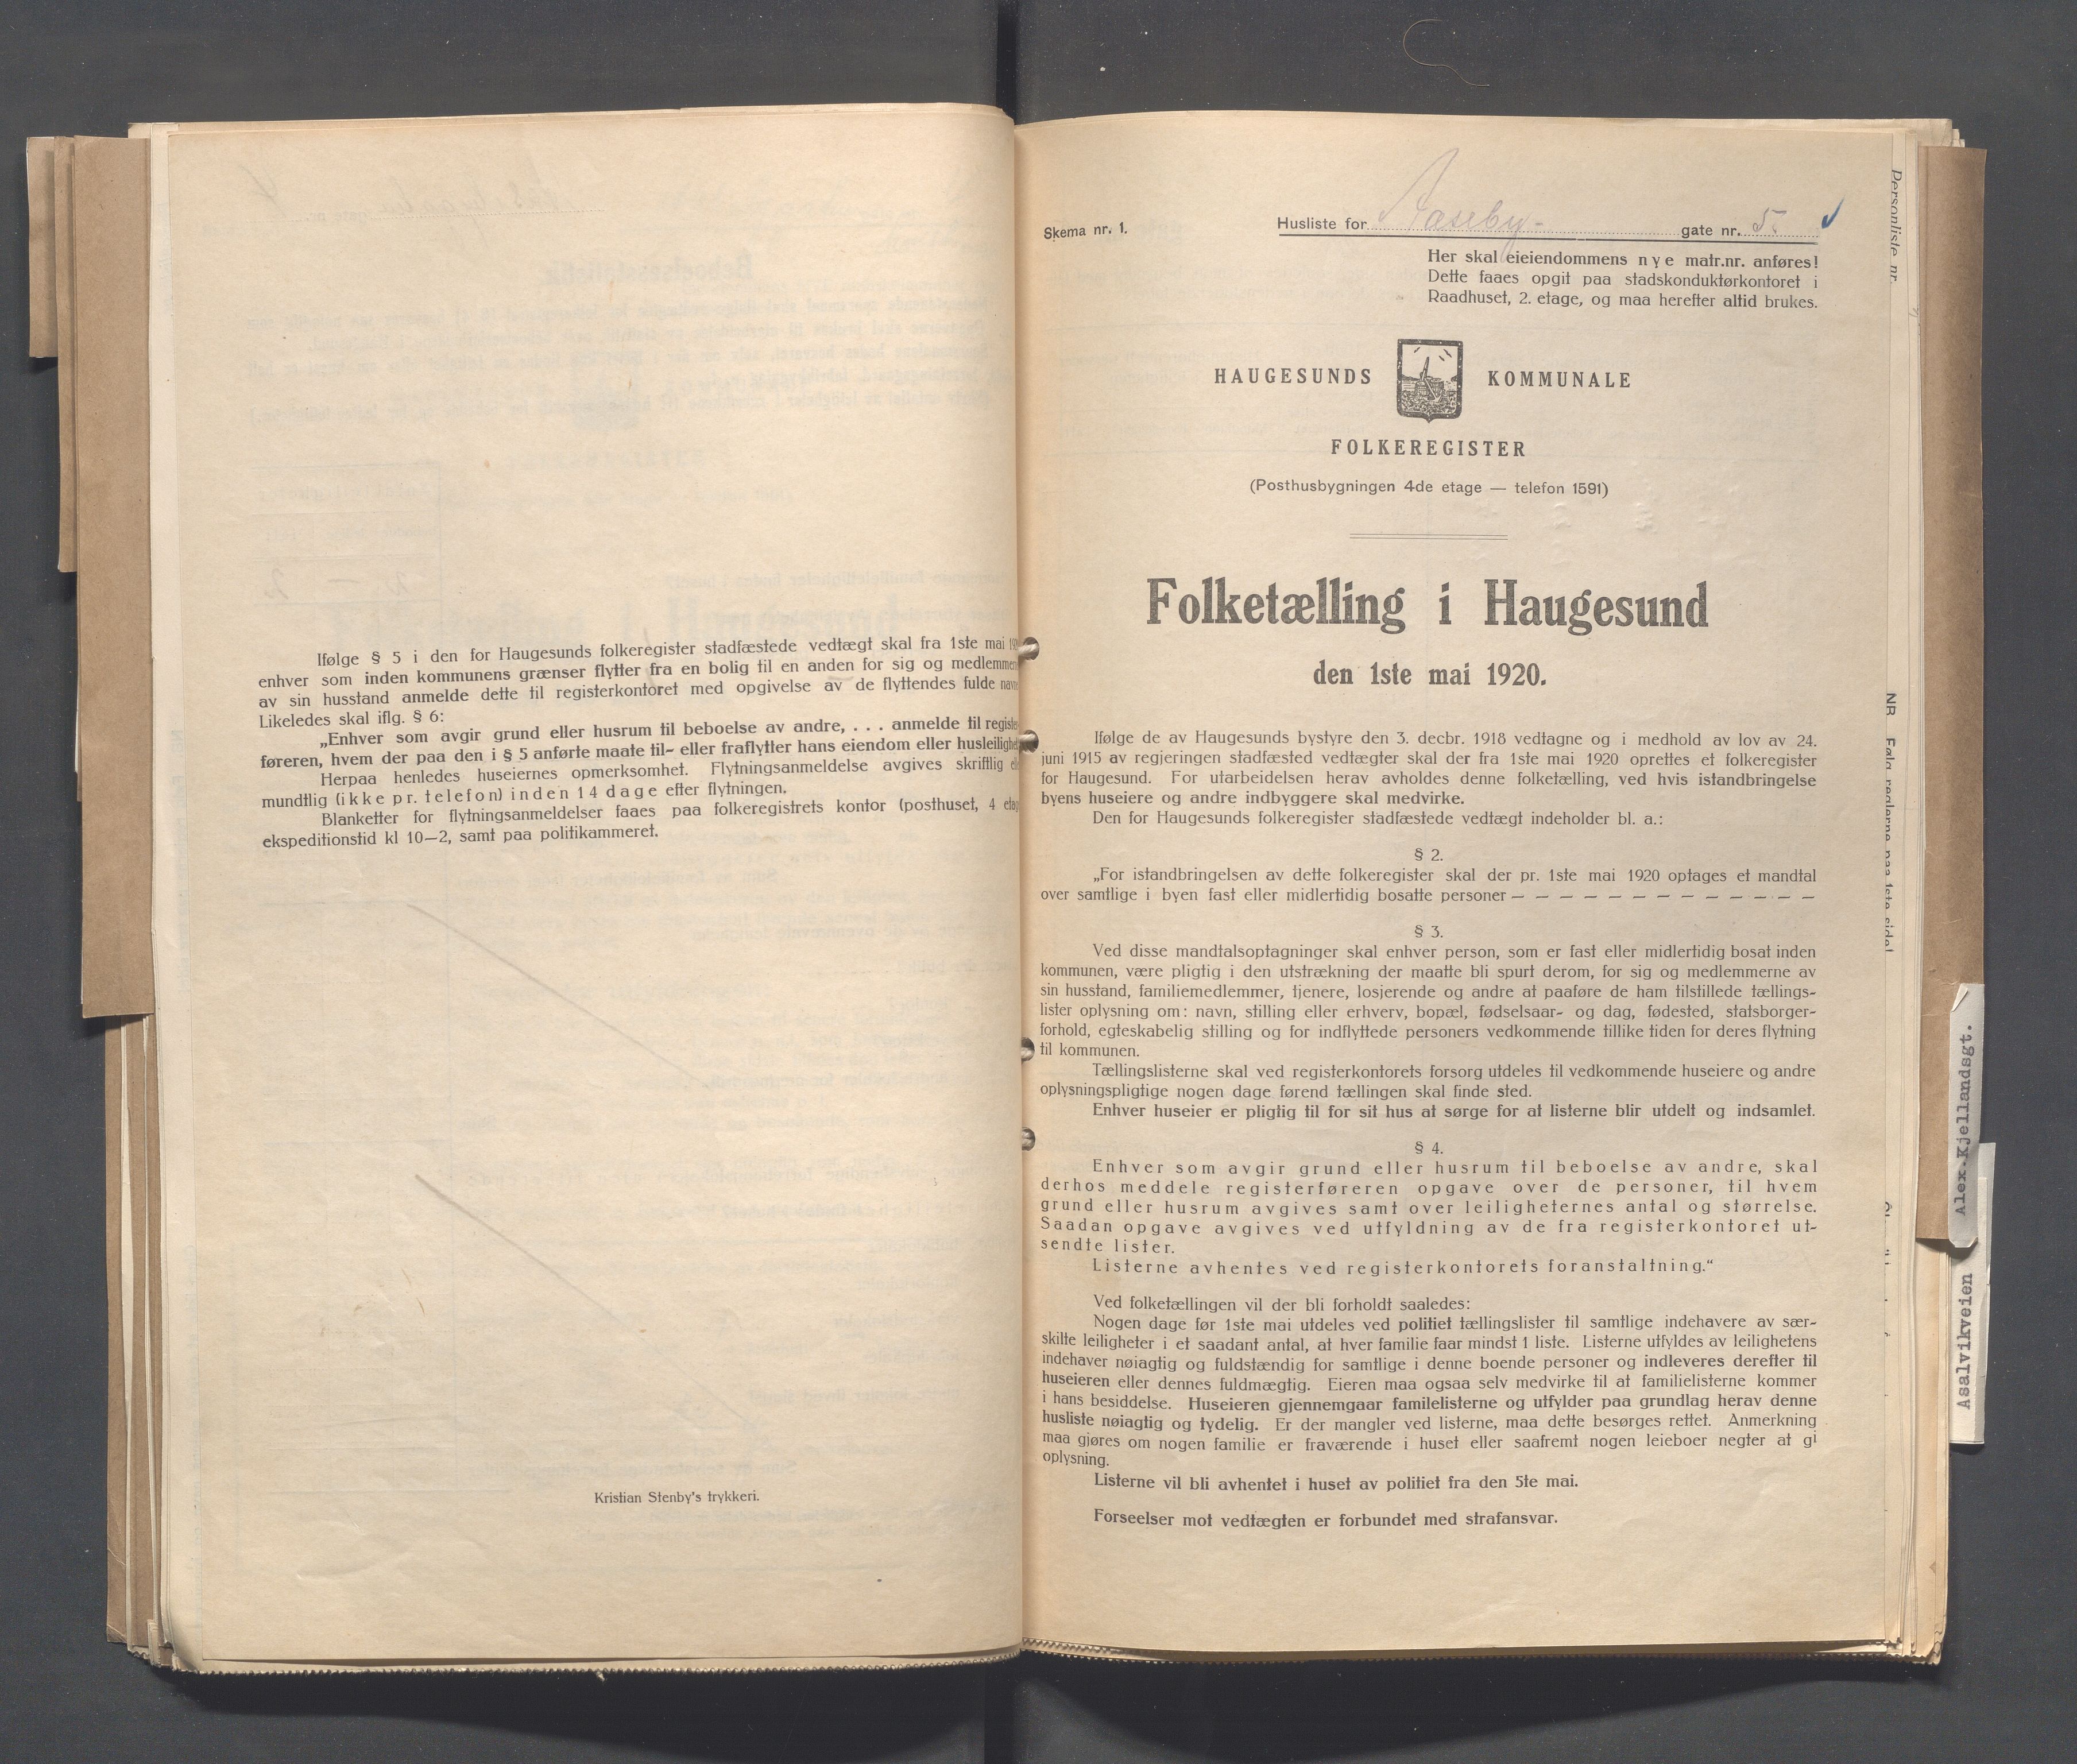 Ifølge § 5 i den for Haugesunds folkeregister stadfæstede vedtægt skal fra 1ste mai
enhver som inden kommunens grænser flytter fra en bolig til en anden for sig og medlemmer
av sin husstand anmelde dette til registerkontoret med opgivelse av de flyttendes fulde navn
Likeledes skal iflg. § 6:
„Enhver som avgir grund eller husrum til beboelse av andre, . . . anmelde til register-
føreren, hvem der paa den i § 5 anførte maate til- eller fraflytter hans eiendom eller husleilighet
Herpaa henledes huseiernes opmerksomhet. Flytningsanmeldelse avgives skriftlig
mundtlig (ikke pr. telefon) inden 14 dage efter flytningen.
Blanketter for flytningsanmeldelser faaes paa folkeregistrets kontor (posthuset, 4 etag
ekspeditionstid kl 10—2, samt paa politikammeret.
Kristian Stenby's trykkeri.
Skema nr. 1.
Husliste for Aaseby- gate nr. 5.
Her skal eieiendommens nye matr.nr. anføres!
Dette faaes opgit paa stadskonduktørkontoret i
Raadhuset, 2. etage, og maa herefter altid brukes.
HAUGESUNDS KOMMUNALE
FOLKEREGISTER
(Posthusbygningen 4de etage — telefon 1591)
Folketælling i Haugesund
den 1ste mai 1920.
Ifølge de av Haugesunds bystyre den 3. decbr. 1918 vedtagne og i medhold av lov av 24.
juni 1915 av regjeringen stadfæsted vedtægter skal der fra 1ste mai 1920 oprettes et folkeregister
for Haugesund. For utarbeidelsen herav avholdes denne folketælling, ved hvis istandbringelse
byens huseiere og andre indbyggere skal medvirke.
Den for Haugesunds folkeregister stadfæstede vedtægt indeholder bl. a.:
§ 2.
„For istandbringelsen av dette folkeregister skal der pr. 1ste mai 1920 optages et mandtal
over samtlige i byen fast eller midlertidig bosatte personer — — — — — — — — — — — — —
§ 3.
Ved disse mandtalsoptagninger skal enhver person, som er fast eller midlertidig bosat inden
kommunen, være pligtig i den utstrækning der maatte bli spurt derom, for sig og medlemmerne av
sin husstand, familiemedlemmer, tjenere, losjerende og andre at paaføre de ham tilstillede tællings-
lister oplysning om: navn, stilling eller erhverv, bopæl, fødselsaar- og dag, fødested, statsborger-
forhold, egteskabelig stilling og for indflyttede personers vedkommende tillike tiden for deres flytning
til kommunen.
Tællingslisterne skal ved registerkontorets forsorg utdeles til vedkommende huseiere og andre
oplysningspligtige nogen dage førend tællingen skal finde sted.
Enhver huseier er pligtig til for sit hus at sørge for at listerne blir utdelt og indsamlet.
§ 4.
Enhver som avgir grund eller husrum til beboelse av andre, skal
derhos meddele registerføreren opgave over de personer, til hvem
grund eller husrum avgives samt over leiligheternes antal og størrelse.
Saadan opgave avgives ved utfyldning av de fra registerkontoret ut-
sendte lister.
Listerne avhentes ved registerkontorets foranstaltning.“
Ved folketællingen vil der bli forholdt saaledes:
Nogen dage før 1ste mai utdeles ved politiet tællingslister til samtlige indehavere av sær-
skilte leiligheter i et saadant antal, at hver familie faar mindst 1 liste. Listerne utfyldes av leilighetens
indehaver nøiagtig og fuldstændig for samtlige i denne boende personer og indleveres derefter til
huseieren eller dennes fuldmægtig. Eieren maa ogsaa selv medvirke til at familielisterne kommer
i hans besiddelse. Huseieren gjennemgaar familelisterne og utfylder paa grundlag herav denne
husliste nøiagtig og tydelig. Er der mangler ved listerne, maa dette besørges rettet. Anmerkning
maa gjøres om nogen familie er fraværende i huset eller saafremt nogen leieboer negter at gi
oplysning.
Listerne vil bli avhentet i huset av politiet fra den 5te mai.
Forseelser mot vedtægten er forbundet med strafansvar.
Personliste nr.
Alex.Kjellandsgt.
Asalvikveien